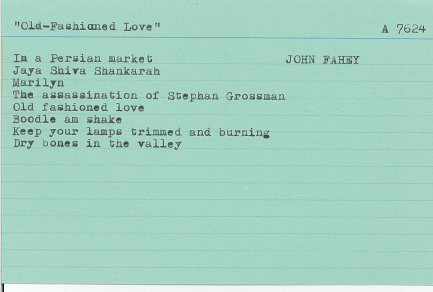 "Old-Fashioned Love" A 7624
In a Persian market JOHN FAHEY
Jaya Shiva Shankarah
Marilyn
The assassination of Stephan Grossman
Old fashioned love
Boodle am shake
Keep your lamps trimmed and burning
Dry bones in the valley